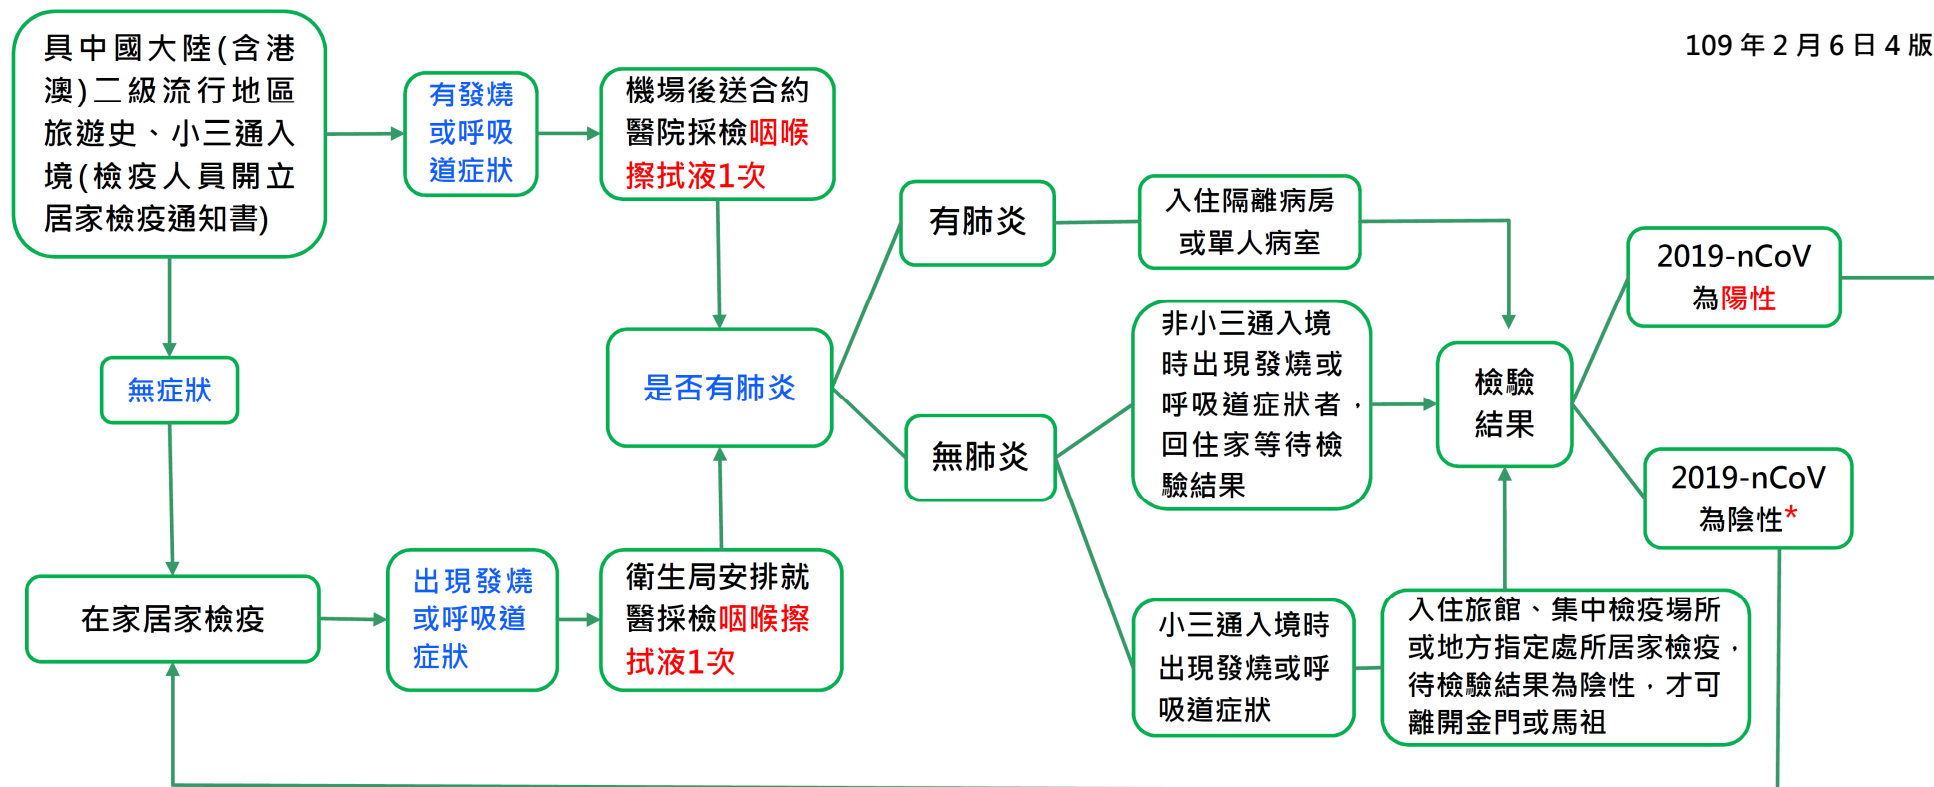 109 年 2 月 6 日 4 版
具中國大陸(含港
澳)二級流行地區
旅遊史、小三通入
境(檢疫人員開立
居家檢疫通知書)
有發燒
或呼吸
道症狀
機場後送合約
醫院採檢咽喉
擦拭液1次
無症狀
在家居家檢疫
出現發燒
或呼吸道
症狀
衛生局安排就
醫採檢咽喉擦
拭液1次
是否有肺炎
有肺炎
入住隔離病房
或單人病室
無肺炎
非小三通入境
時出現發燒或
呼吸道症狀者，
回住家等待檢
驗結果
小三通入境時
出現發燒或呼
吸道症狀
入住旅館、集中檢疫場所
或地方指定處所居家檢疫，
待檢驗結果為陰性，才可
離開金門或馬祖
檢驗
結果
2019-nCoV
為陽性
2019-nCoV
為陰性*